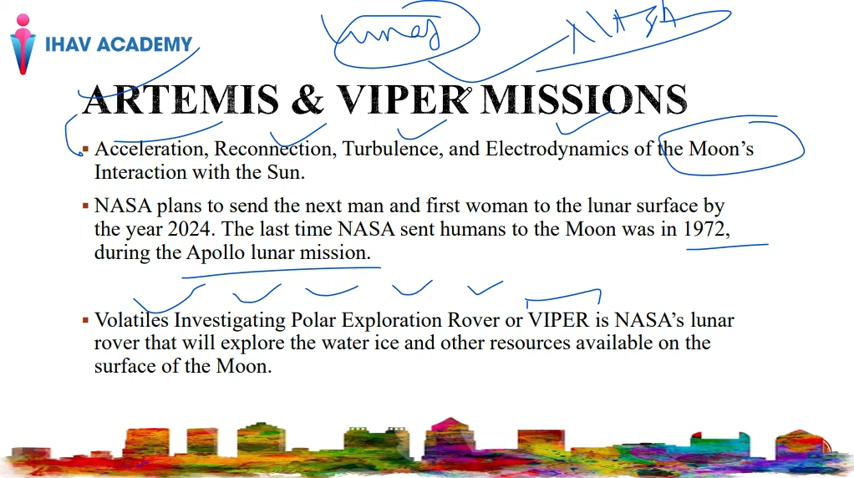 IHAV ACADEMY
Lunar NASA
ARTEMIS & VIPER MISSIONS
▪ Acceleration, Reconnection, Turbulence, and Electrodynamics of the Moon's
Interaction with the Sun.
▪ NASA plans to send the next man and first woman to the lunar surface by
the year 2024. The last time NASA sent humans to the Moon was in 1972,
during the Apollo lunar mission.
▪ Volatiles Investigating Polar Exploration Rover or VIPER is NASA's lunar
rover that will explore the water ice and other resources available on the
surface of the Moon.